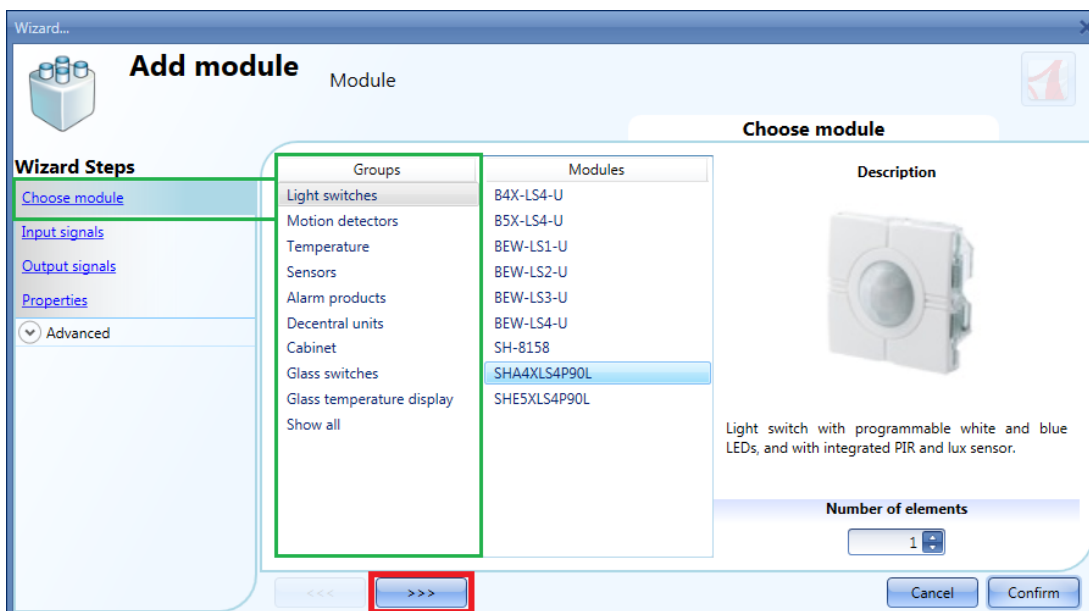 Wizard...
Add module
Module
Choose module
Wizard Steps
Choose module
Input signals
Output signals
Properties
Advanced
Groups
Light switches
Motion detectors
Temperature
Sensors
Alarm products
Decentral units
Cabinet
Glass switches
Glass temperature display
Show all
Modules
B4X-LS4-U
B5X-LS4-U
BEW-LS1-U
BEW-LS2-U
BEW-LS3-U
BEW-LS4-U
SH-8158
SHA4XLS4P90L
SHE5XLS4P90L
Description
Light switch with programmable white and blue
LEDs, and with integrated PIR and lux sensor.
Number of elements
1
<<<
>>>
Cancel
Confirm